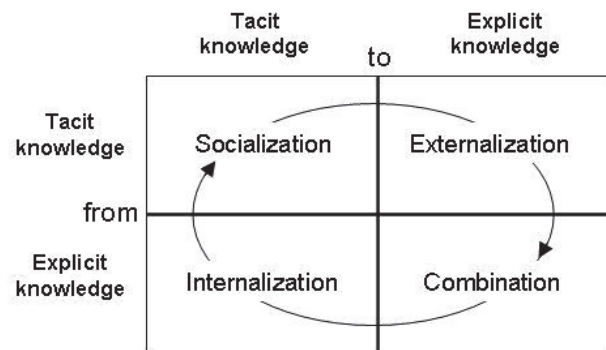 Tacit
knowledge
Explicit
knowledge
to
Tacit
knowledge
Socialization
Externalization
from
Explicit
knowledge
Internalization
Combination